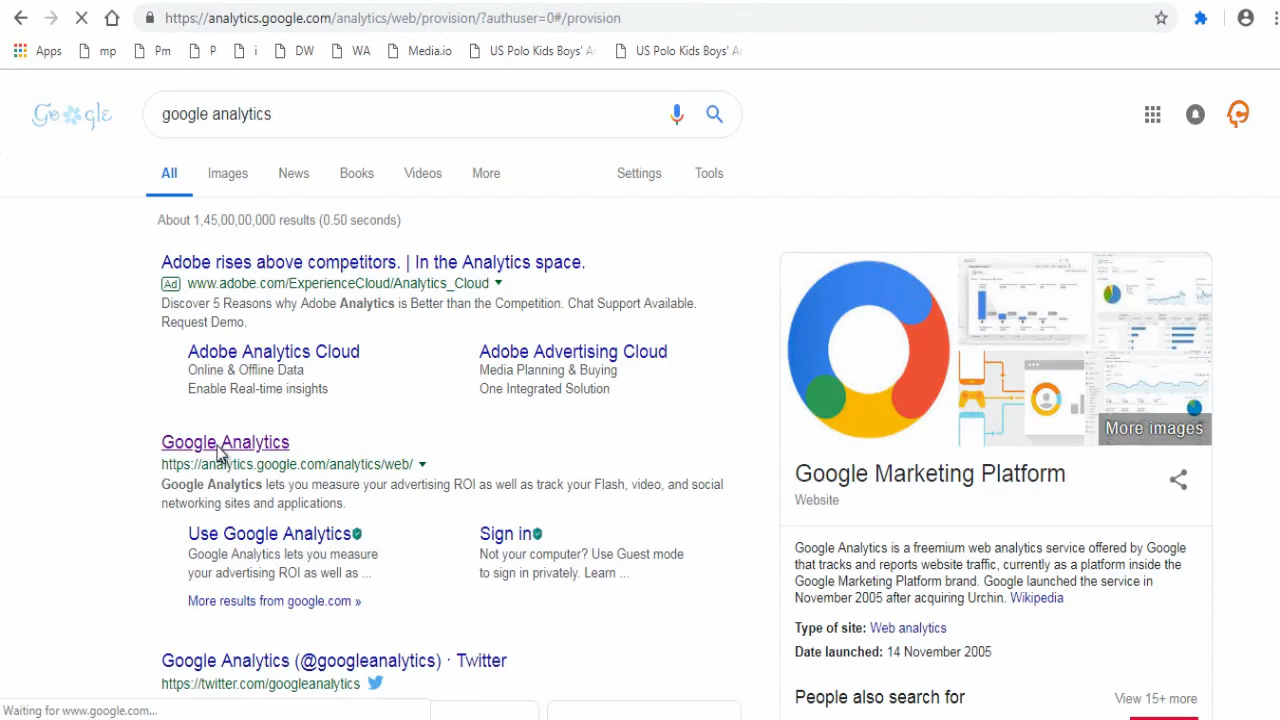 https://analytics.google.com/analytics/web/provision/?authuser=0#/provision
Apps mp Pm P i DW WA Media.io US Polo Kids Boys' A US Polo Kids Boys' A
Google google analytics
All Images News Books Videos More Settings Tools
About 1,45,00,00,000 results (0.50 seconds)
Adobe rises above competitors. | In the Analytics space.
Ad www.adobe.com/ExperienceCloud/Analytics_Cloud
Discover 5 Reasons why Adobe Analytics is Better than the Competition. Chat Support Available.
Request Demo.
Adobe Analytics Cloud Adobe Advertising Cloud
Online & Offline Data Media Planning & Buying
Enable Real-time insights One Integrated Solution
Google Analytics
https://analytics.google.com/analytics/web/
Google Analytics lets you measure your advertising ROI as well as track your Flash, video, and social
networking sites and applications.
Use Google Analytics Sign in
Google Analytics lets you measure Not your computer? Use Guest mode
your advertising ROI as well as ... to sign in privately. Learn ...
More results from google.com »
Google Analytics (@googleanalytics) · Twitter
https://twitter.com/googleanalytics
More images
Google Marketing Platform
Website
Google Analytics is a freemium web analytics service offered by Google
that tracks and reports website traffic, currently as a platform inside the
Google Marketing Platform brand. Google launched the service in
November 2005 after acquiring Urchin. Wikipedia
Type of site: Web analytics
Date launched: 14 November 2005
People also search for View 15+ more
Waiting for www.google.com...